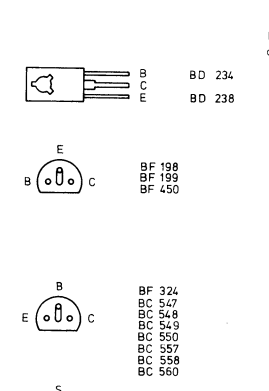 B BD 234
C
E BD 238
E
B C
BF 198
BF 199
BF 450
B
E C
BF 324
BC 547
BC 548
BC 549
BC 550
BC 557
BC 558
BC 560
S